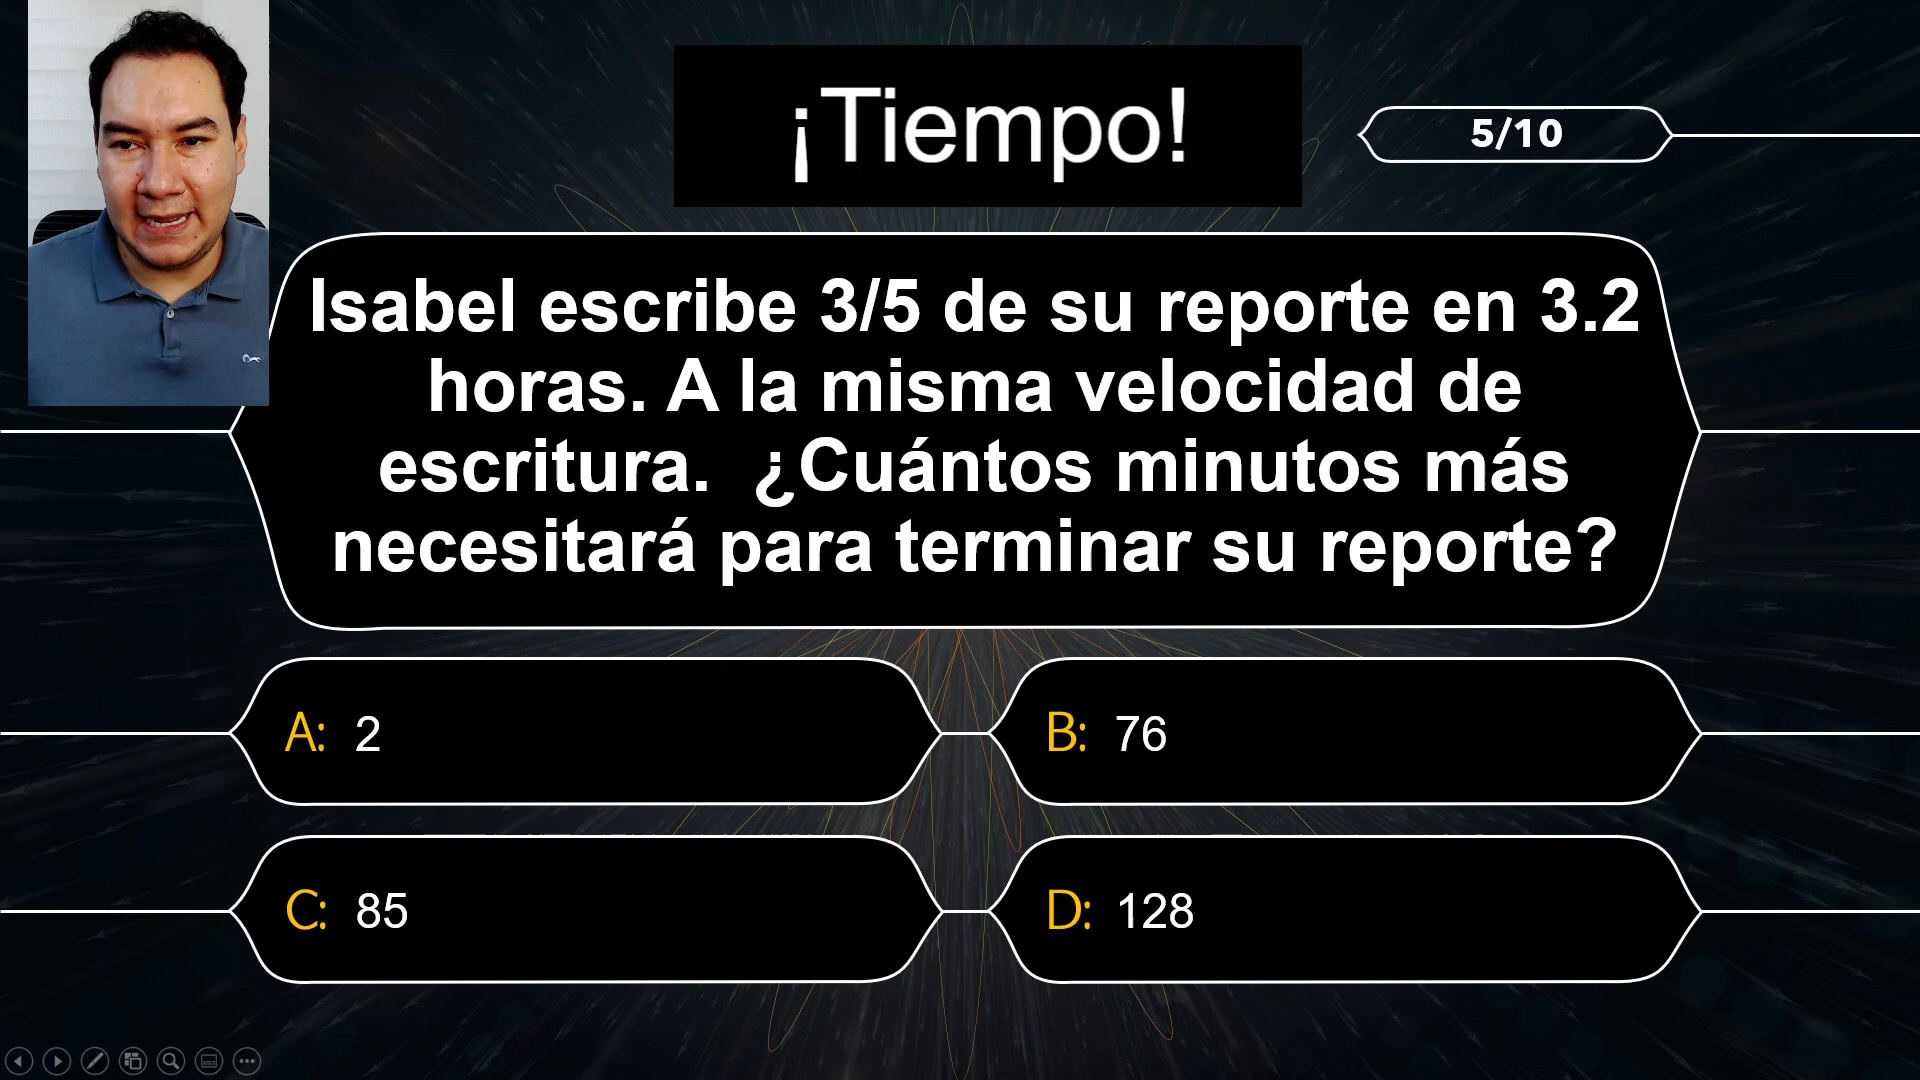 ¡Tiempo!
5/10
Isabel escribe 3/5 de su reporte en 3.2
horas. A la misma velocidad de
escritura.  ¿Cuántos minutos más
necesitará para terminar su reporte?
A: 2
B: 76
C: 85
D: 128